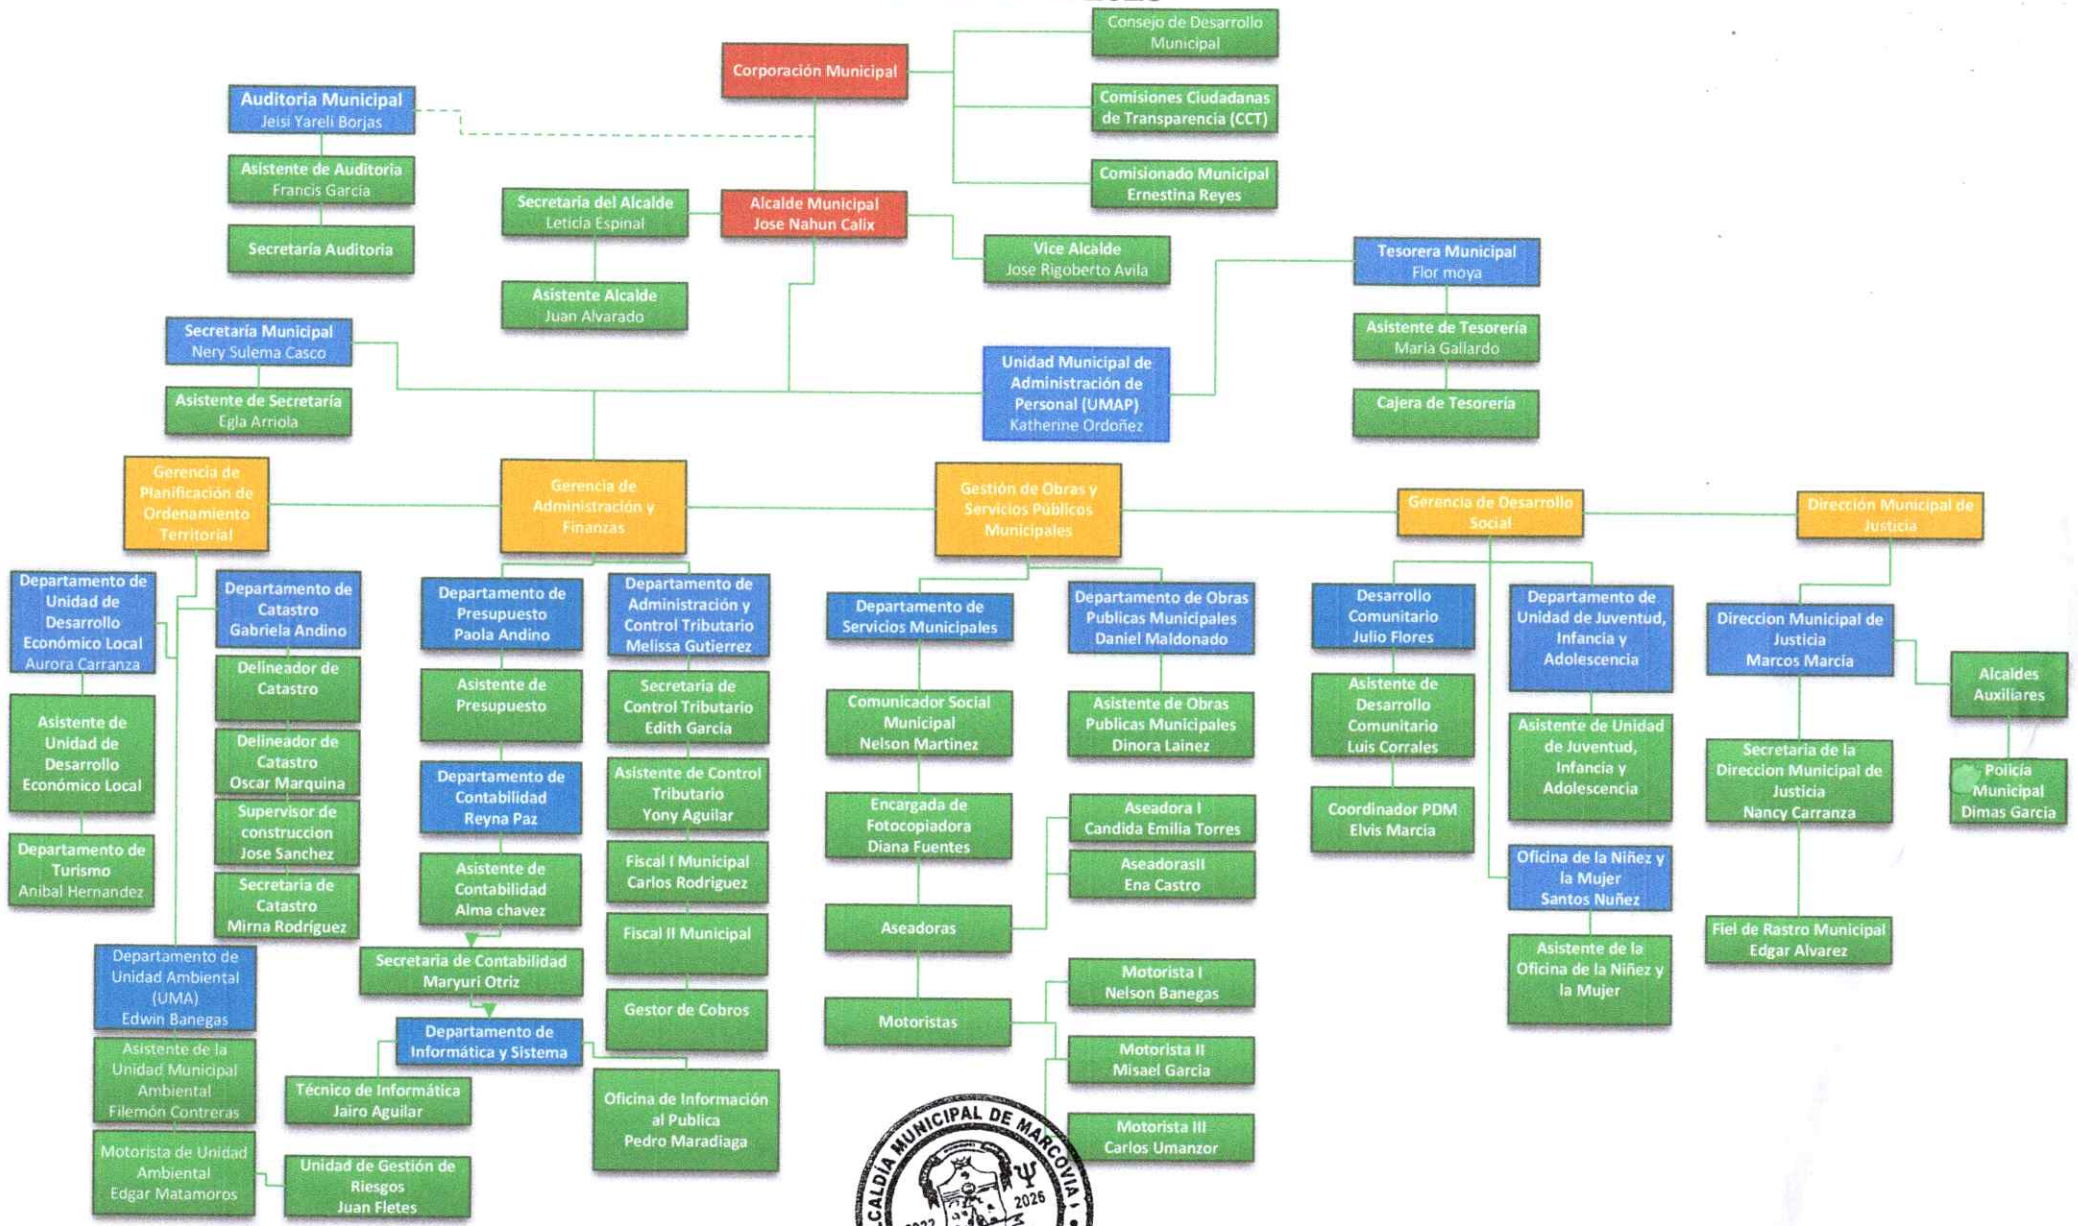 Consejo de Desarrollo
Municipal
Corporación Municipal
Comisiones Ciudadanas
de Transparencia (CCT)
Comisionado Municipal
Ernestina Reyes
Auditoria Municipal
Jeisi Yareli Borjas
Asistente de Auditoria
Francis García
Secretaría Auditoria
Secretaria del Alcalde
Leticia Espinal
Alcalde Municipal
Jose Nahun Calix
Asistente Alcalde
Juan Alvarado
Vice Alcalde
Jose Rigoberto Avila
Tesorera Municipal
Flor moya
Asistente de Tesorería
Maria Gallardo
Cajera de Tesorería
Secretaría Municipal
Nery Sulema Casco
Asistente de Secretaría
Egla Arriola
Unidad Municipal de
Administración de
Personal (UMAP)
Katherine Ordoñez
Gerencia de
Planificación de
Ordenamiento
Territorial
Gerencia de
Administración y
Finanzas
Gestión de Obras y
Servicios Públicos
Municipales
Gerencia de Desarrollo
Social
Dirección Municipal de
Justicia
Departamento de
Unidad de
Desarrollo
Económico Local
Aurora Carranza
Asistente de
Unidad de
Desarrollo
Económico Local
Departamento de
Turismo
Anibal Hernandez
Departamento de
Catastro
Gabriela Andino
Delineador de
Catastro
Delineador de
Catastro
Oscar Marquina
Supervisor de
construccion
Jose Sanchez
Secretaria de
Catastro
Mirna Rodríguez
Departamento de
Unidad Ambiental
(UMA)
Edwin Banegas
Asistente de la
Unidad Municipal
Ambiental
Filemón Contreras
Motorista de Unidad
Ambiental
Edgar Matamoros
Unidad de Gestión de
Riesgos
Juan Fletes
Departamento de
Presupuesto
Paola Andino
Asistente de
Presupuesto
Departamento de
Contabilidad
Reyna Paz
Asistente de
Contabilidad
Alma chavez
Secretaria de Contabilidad
Maryuri Otriz
Departamento de
Informática y Sistema
Técnico de Informática
Jairo Aguilar
Oficina de Información
al Publica
Pedro Maradiaga
Departamento de
Administración y
Control Tributario
Melissa Gutierrez
Secretaria de
Control Tributario
Edith Garcia
Asistente de Control
Tributario
Yony Aguilar
Fiscal I Municipal
Carlos Rodriguez
Fiscal II Municipal
Gestor de Cobros
Departamento de
Servicios Municipales
Comunicador Social
Municipal
Nelson Martinez
Encargada de
Fotocopiadora
Diana Fuentes
Aseadoras
Motoristas
Departamento de Obras
Publicas Municipales
Daniel Maldonado
Asistente de Obras
Publicas Municipales
Dinora Lainez
Aseadora I
Candida Emilia Torres
AseadorasII
Ena Castro
Motorista I
Nelson Banegas
Motorista II
Misael Garcia
Motorista III
Carlos Umanzor
Desarrollo
Comunitario
Julio Flores
Asistente de
Desarrollo
Comunitario
Luis Corrales
Coordinador PDM
Elvis Marcia
Departamento de
Unidad de Juventud,
Infancia y
Adolescencia
Asistente de Unidad
de Juventud,
Infancia y
Adolescencia
Oficina de la Niñez y
la Mujer
Santos Nuñez
Asistente de la
Oficina de la Niñez y
la Mujer
Direccion Municipal de
Justicia
Marcos Marcia
Secretaria de la
Direccion Municipal de
Justicia
Nancy Carranza
Fiel de Rastro Municipal
Edgar Alvarez
Alcaldes
Auxiliares
Policía
Municipal
Dimas Garcia
ALCALDÍA MUNICIPAL DE MARCOVIA
2026